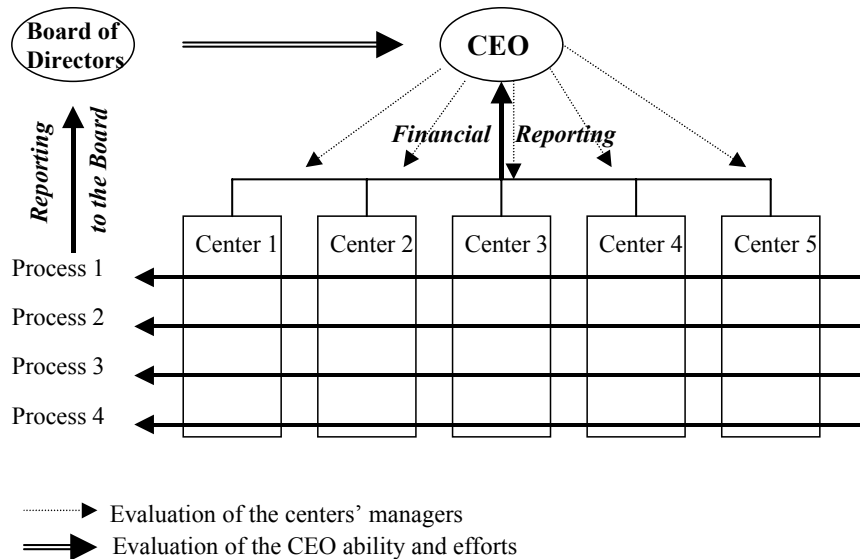 Board of
Directors
CEO
Reporting
to the Board
Financial Reporting
Center 1 Center 2 Center 3 Center 4 Center 5
Process 1
Process 2
Process 3
Process 4
Evaluation of the centers’ managers
Evaluation of the CEO ability and efforts